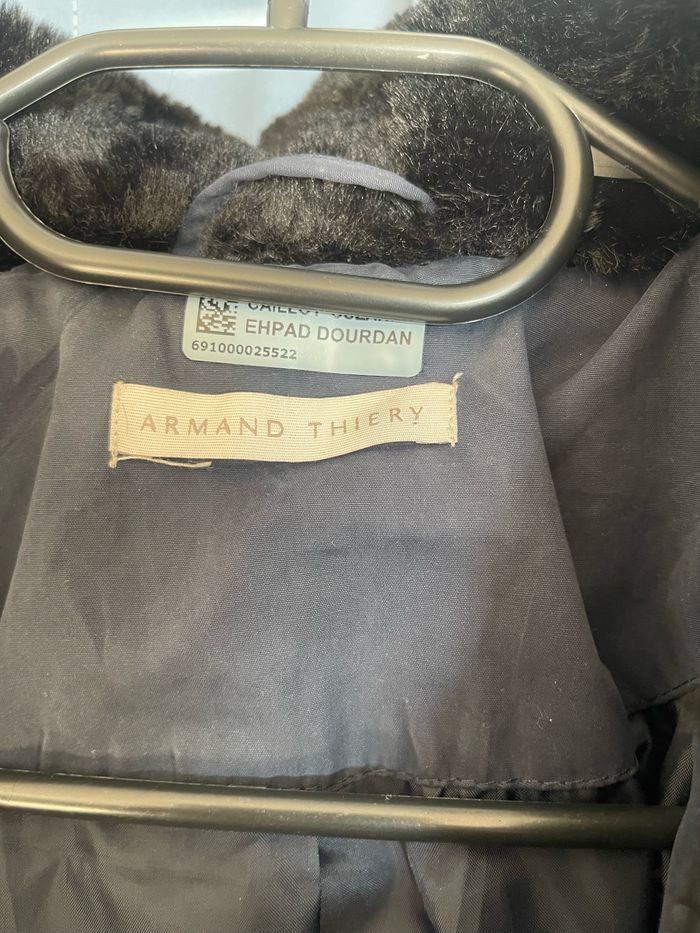 EHPAD DOURDAN
691000025522
ARMAND THIERY